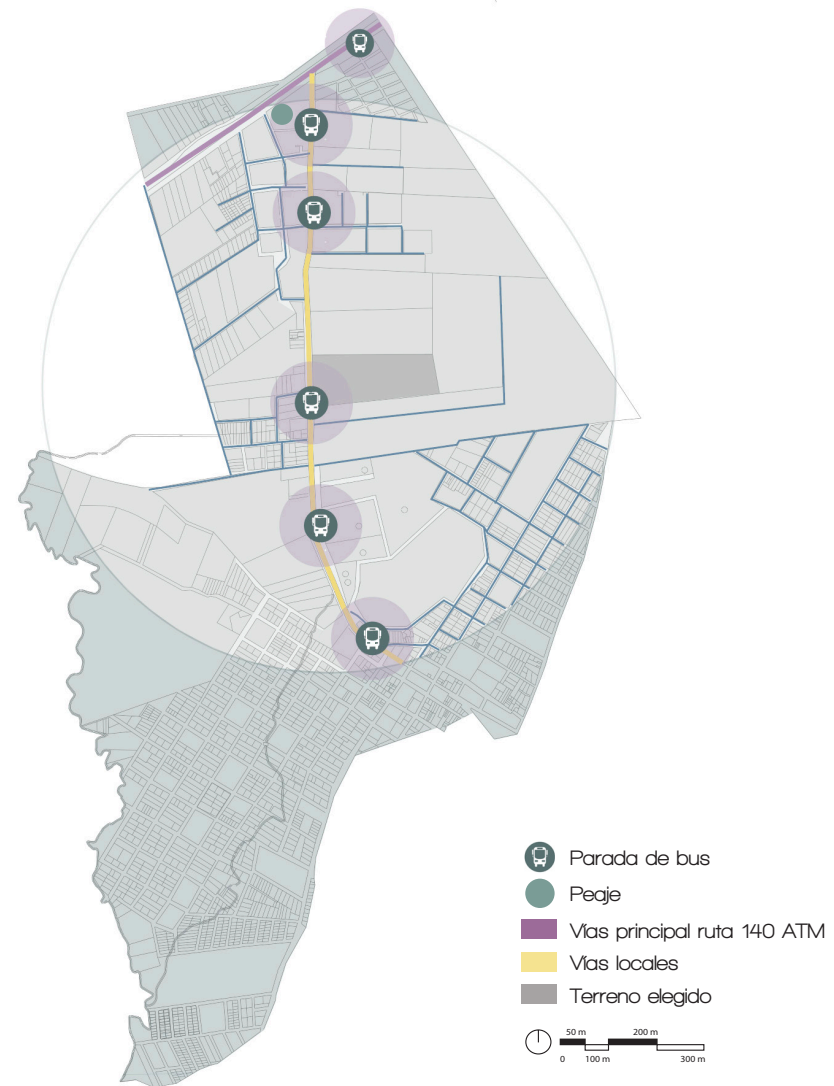 Parada de bus
Peaje
Vías principal ruta 140 ATM
Vías locales
Terreno elegido
50 m 200 m
0 100 m 300 m